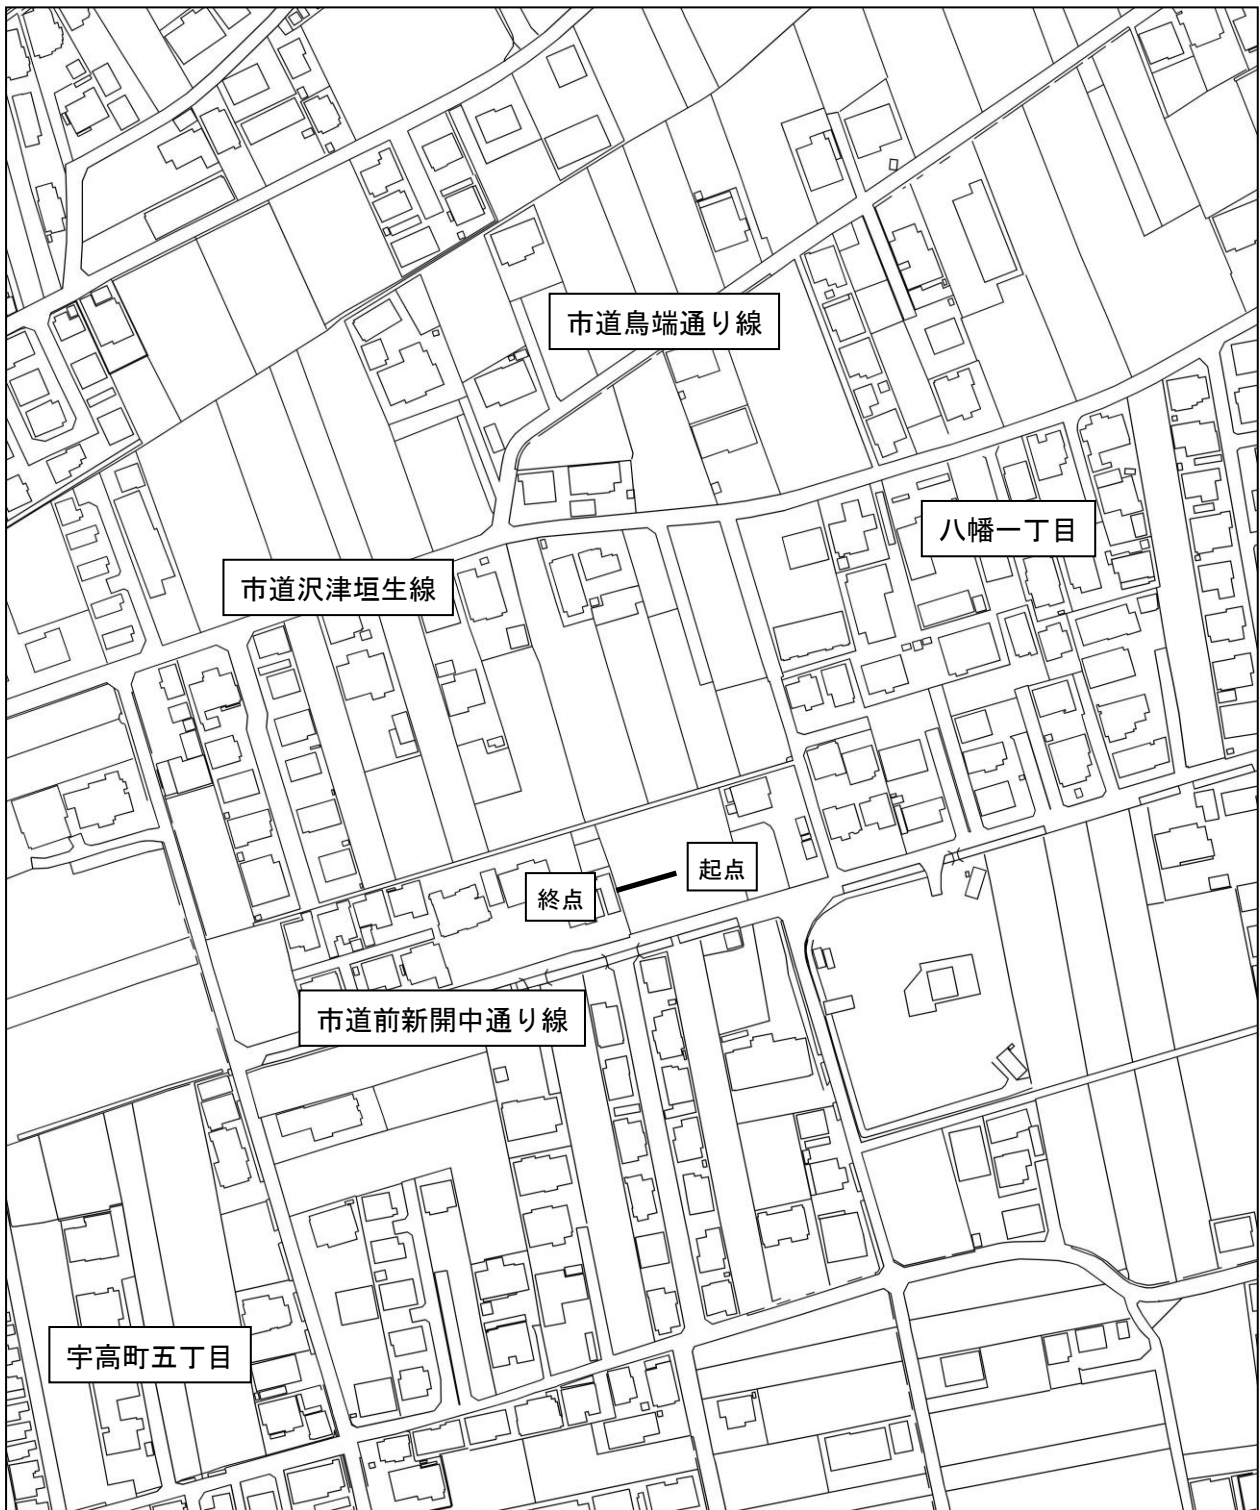 市道鳥端通り線
八幡一丁目
市道沢津垣生線
起点
終点
市道前新開中通り線
宇高町五丁目